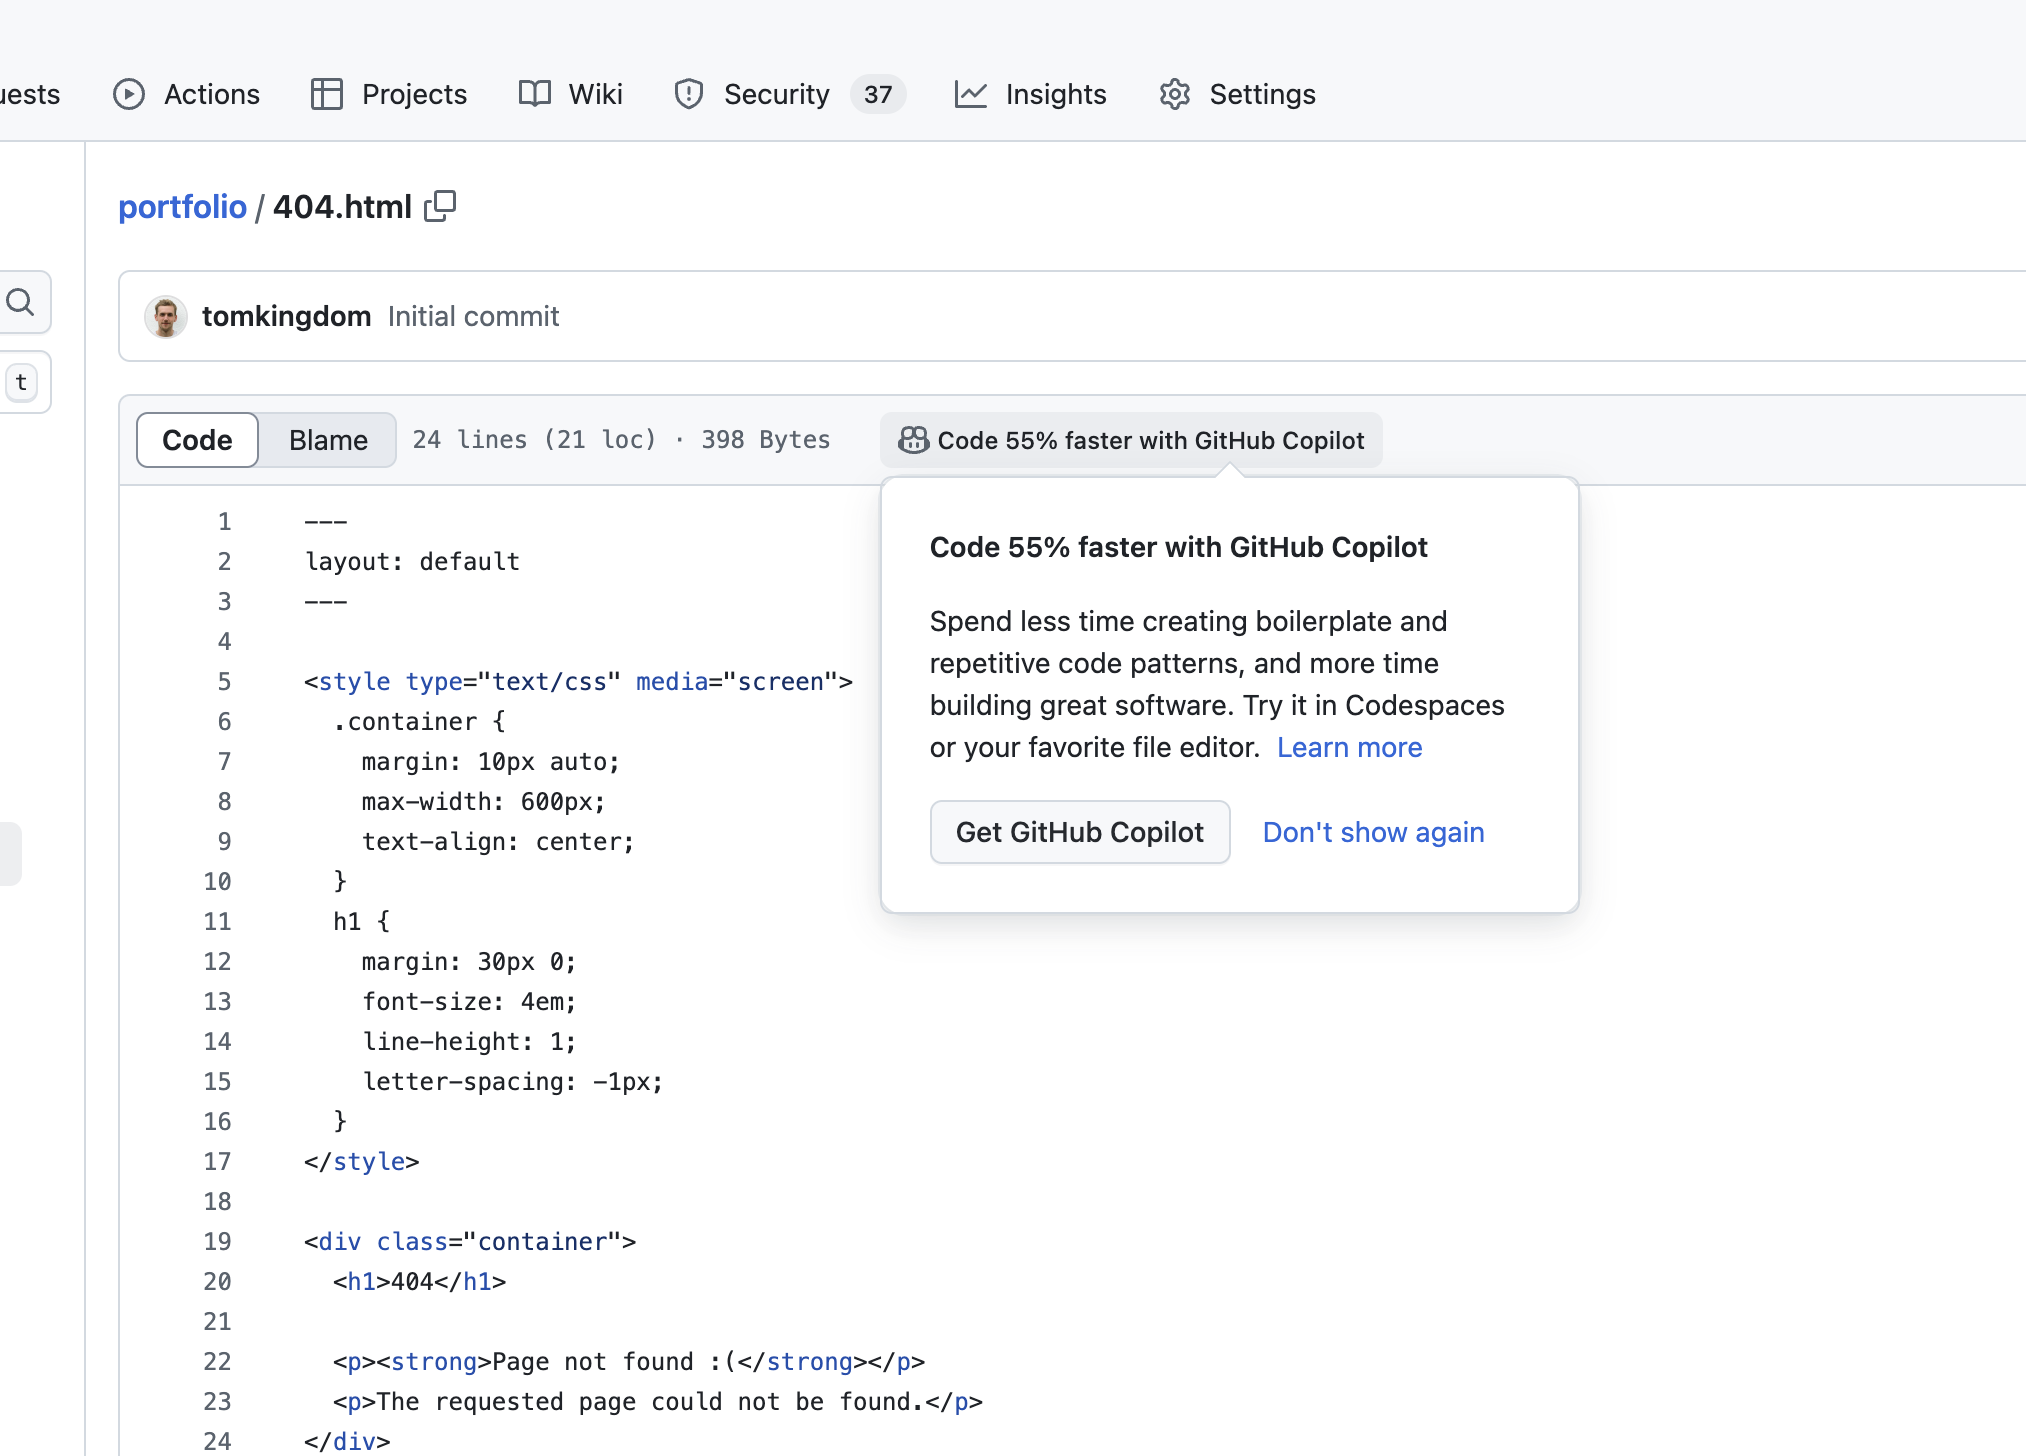 uests Actions Projects Wiki Security 37 Insights Settings
portfolio / 404.html
tomkingdom Initial commit
t
Code Blame 24 lines (21 loc) · 398 Bytes Code 55% faster with GitHub Copilot
Code 55% faster with GitHub Copilot
Spend less time creating boilerplate and
repetitive code patterns, and more time
building great software. Try it in Codespaces
or your favorite file editor. Learn more
Get GitHub Copilot Don't show again
1 ---
2 layout: default
3 ---
4
5 <style type="text/css" media="screen">
6   .container {
7     margin: 10px auto;
8     max-width: 600px;
9     text-align: center;
10   }
11   h1 {
12     margin: 30px 0;
13     font-size: 4em;
14     line-height: 1;
15     letter-spacing: -1px;
16   }
17 </style>
18
19 <div class="container">
20   <h1>404</h1>
21
22   <p><strong>Page not found :(</strong></p>
23   <p>The requested page could not be found.</p>
24 </div>